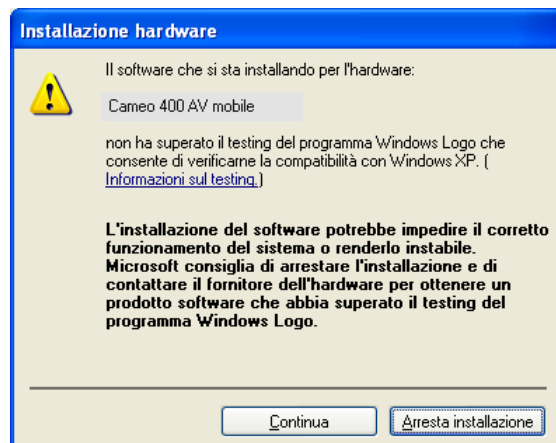 Installazione hardware
Il software che si sta installando per l'hardware:
Cameo 400 AV mobile
non ha superato il testing del programma Windows Logo che
consente di verificarne la compatibilità con Windows XP. (
Informazioni sul testing.)
L'installazione del software potrebbe impedire il corretto
funzionamento del sistema o renderlo instabile.
Microsoft consiglia di arrestare l'installazione e di
contattare il fornitore dell'hardware per ottenere un
prodotto software che abbia superato il testing del
programma Windows Logo.
Continua
Arresta installazione